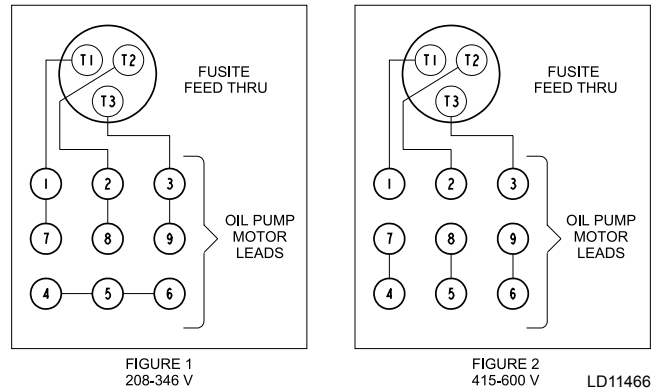 T1 T2
T3
FUSITE
FEED THRU
1 2 3
7 8 9
4 5 6
OIL PUMP
MOTOR
LEADS
FIGURE 1
208-346 V
T1 T2
T3
FUSITE
FEED THRU
1 2 3
7 8 9
4 5 6
OIL PUMP
MOTOR
LEADS
FIGURE 2
415-600 V
LD11466